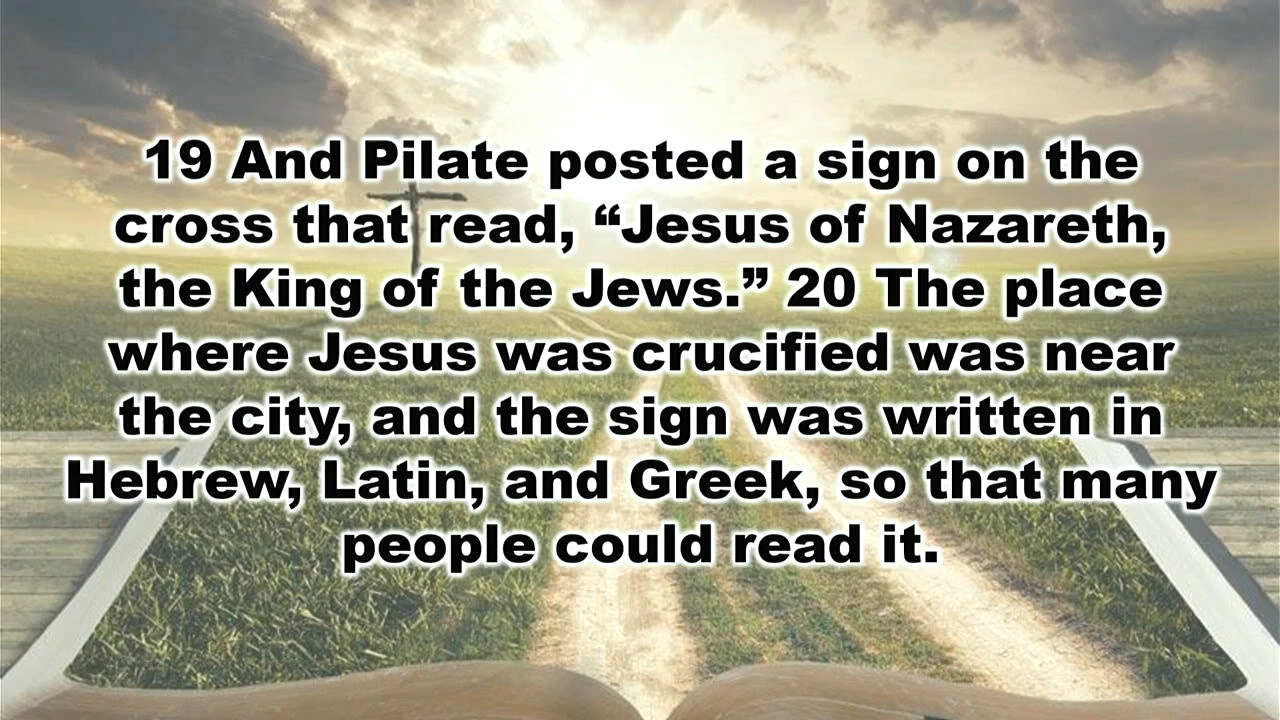 19 And Pilate posted a sign on the
cross that read, “Jesus of Nazareth,
the King of the Jews.” 20 The place
where Jesus was crucified was near
the city, and the sign was written in
Hebrew, Latin, and Greek, so that many
people could read it.